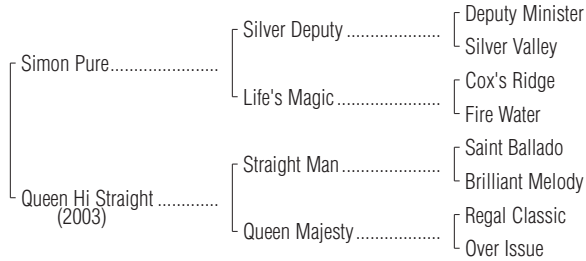 Deputy Minister
Silver Deputy ....................
Silver Valley
Simon Pure.......................
Cox's Ridge
Life's Magic ......................
Fire Water
Saint Ballado
Straight Man .....................
Brilliant Melody
Queen Hi Straight .............
(2003)
Regal Classic
Queen Majesty ..................
Over Issue